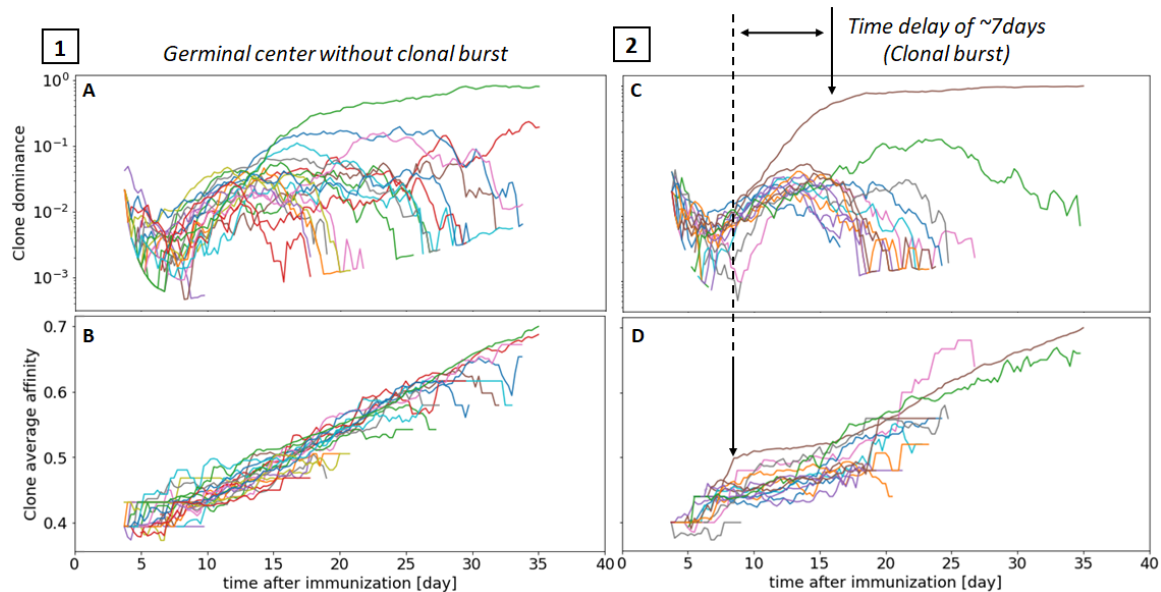 1
Germinal center without clonal burst
2
Time delay of ~7days
(Clonal burst)
A
C
10⁰
10⁻¹
10⁻²
10⁻³
Clone dominance
B
D
0.7
0.6
0.5
0.4
Clone average affinity
0 5 10 15 20 25 30 35 40
time after immunization [day]
0 5 10 15 20 25 30 35 40
time after immunization [day]